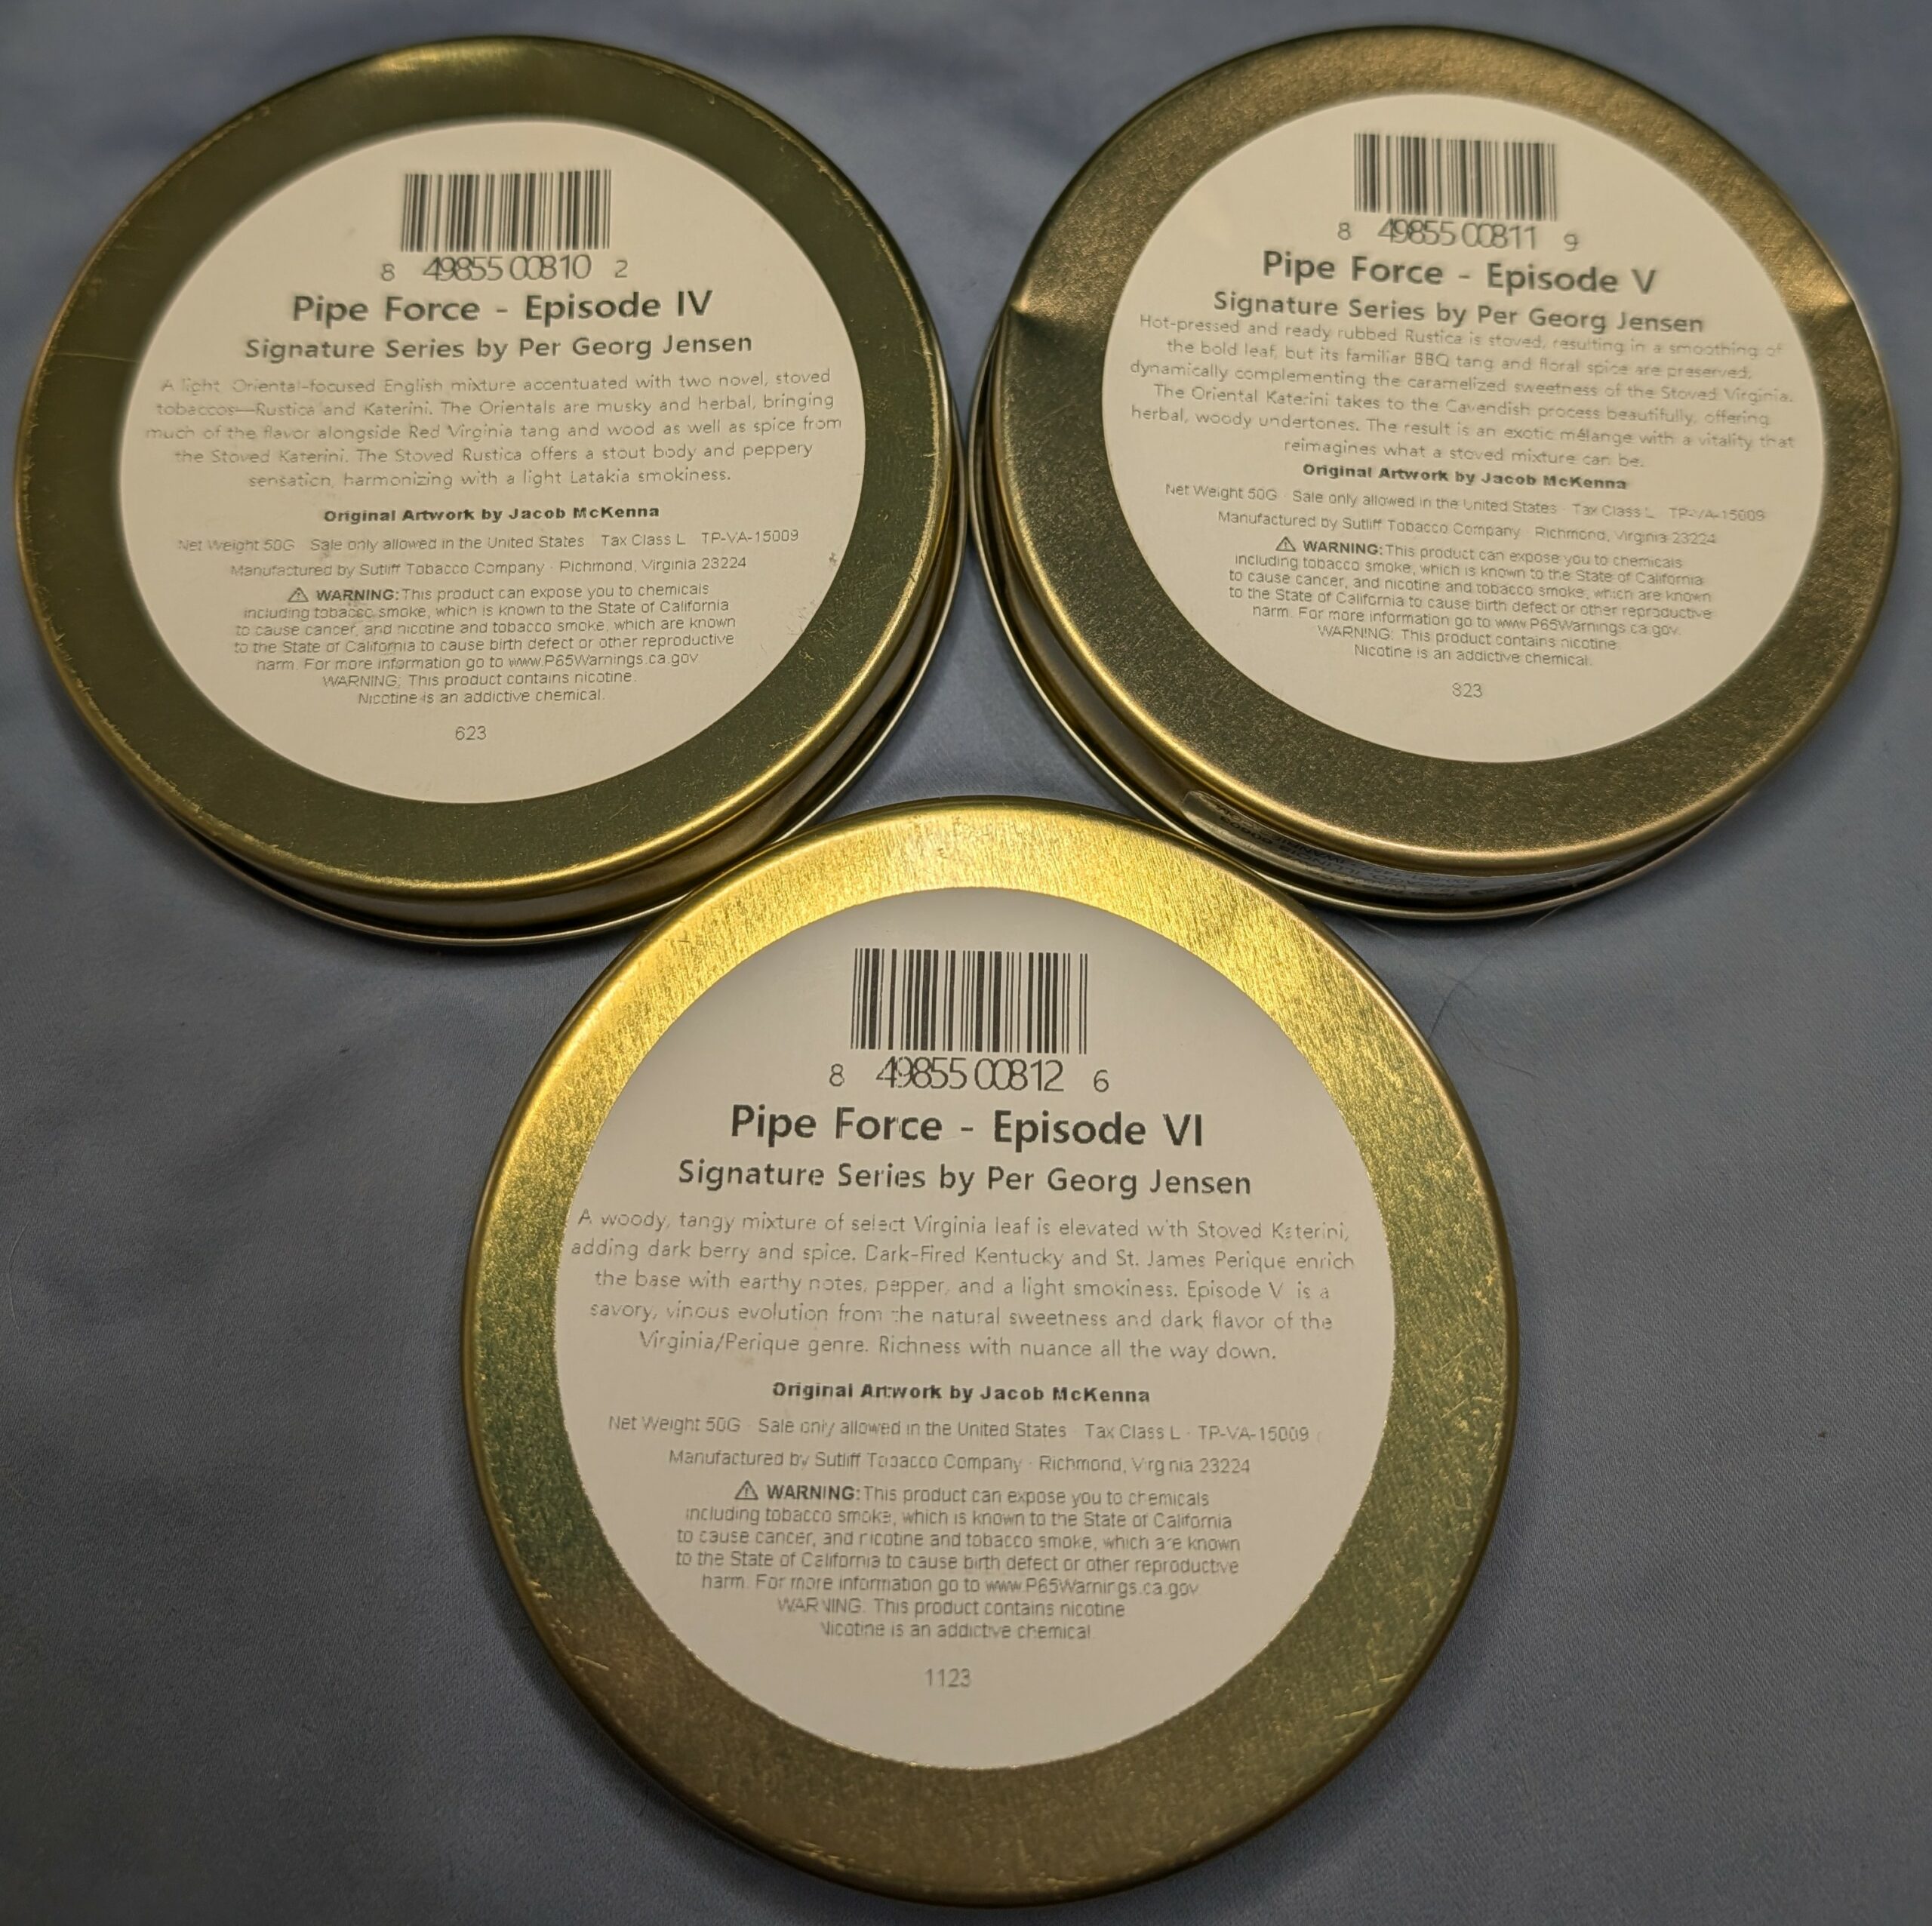 8 49855 00810 2
Pipe Force - Episode IV
Signature Series by Per Georg Jensen
A light Oriental-focused English mixture accentuated with two novel, stoved
tobaccos—Rustica and Katerini. The Orientals are musky and herbal, bringing
much of the flavor alongside Red Virginia tang and wood as well as spice from
the Stoved Katerini. The Stoved Rustica offers a stout body and peppery
sensation, harmonizing with a light Latakia smokiness.
Original Artwork by Jacob McKenna
Net Weight 50G · Sale only allowed in the United States · Tax Class L · TP-VA-15009
Manufactured by Sutliff Tobacco Company · Richmond, Virginia 23224
⚠ WARNING: This product can expose you to chemicals
including tobacco smoke, which is known to the State of California
to cause cancer, and nicotine and tobacco smoke, which are known
to the State of California to cause birth defect or other reproductive
harm. For more information go to www.P65Warnings.ca.gov
WARNING: This product contains nicotine.
Nicotine is an addictive chemical.
623
8 49855 00811 9
Pipe Force - Episode V
Signature Series by Per Georg Jensen
Hot-pressed and ready rubbed Rustica is stoved, resulting in a smoothing of
the bold leaf, but its familiar BBQ tang and floral spice are preserved,
dynamically complementing the caramelized sweetness of the Stoved Virginia.
The Oriental Katerini takes to the Cavendish process beautifully, offering
herbal, woody undertones. The result is an exotic mélange with a vitality that
reimagines what a stoved mixture can be.
Original Artwork by Jacob McKenna
Net Weight 50G · Sale only allowed in the United States · Tax Class L · TP-VA-15009
Manufactured by Sutliff Tobacco Company · Richmond, Virginia 23224
⚠ WARNING: This product can expose you to chemicals
including tobacco smoke, which is known to the State of California
to cause cancer, and nicotine and tobacco smoke, which are known
to the State of California to cause birth defect or other reproductive
harm. For more information go to www.P65Warnings.ca.gov
WARNING: This product contains nicotine.
Nicotine is an addictive chemical.
823
8 49855 00812 6
Pipe Force - Episode VI
Signature Series by Per Georg Jensen
A woody, tangy mixture of select Virginia leaf is elevated with Stoved Katerini,
adding dark berry and spice. Dark-Fired Kentucky and St. James Perique enrich
the base with earthy notes, pepper, and a light smokiness. Episode V is a
savory, vinous evolution from the natural sweetness and dark flavor of the
Virginia/Perique genre. Richness with nuance all the way down.
Original Artwork by Jacob McKenna
Net Weight 50G · Sale only allowed in the United States · Tax Class L · TP-VA-15009
Manufactured by Sutliff Tobacco Company · Richmond, Virginia 23224
⚠ WARNING: This product can expose you to chemicals
including tobacco smoke, which is known to the State of California
to cause cancer, and nicotine and tobacco smoke, which are known
to the State of California to cause birth defect or other reproductive
harm. For more information go to www.P65Warnings.ca.gov
WARNING: This product contains nicotine
Nicotine is an addictive chemical
1123